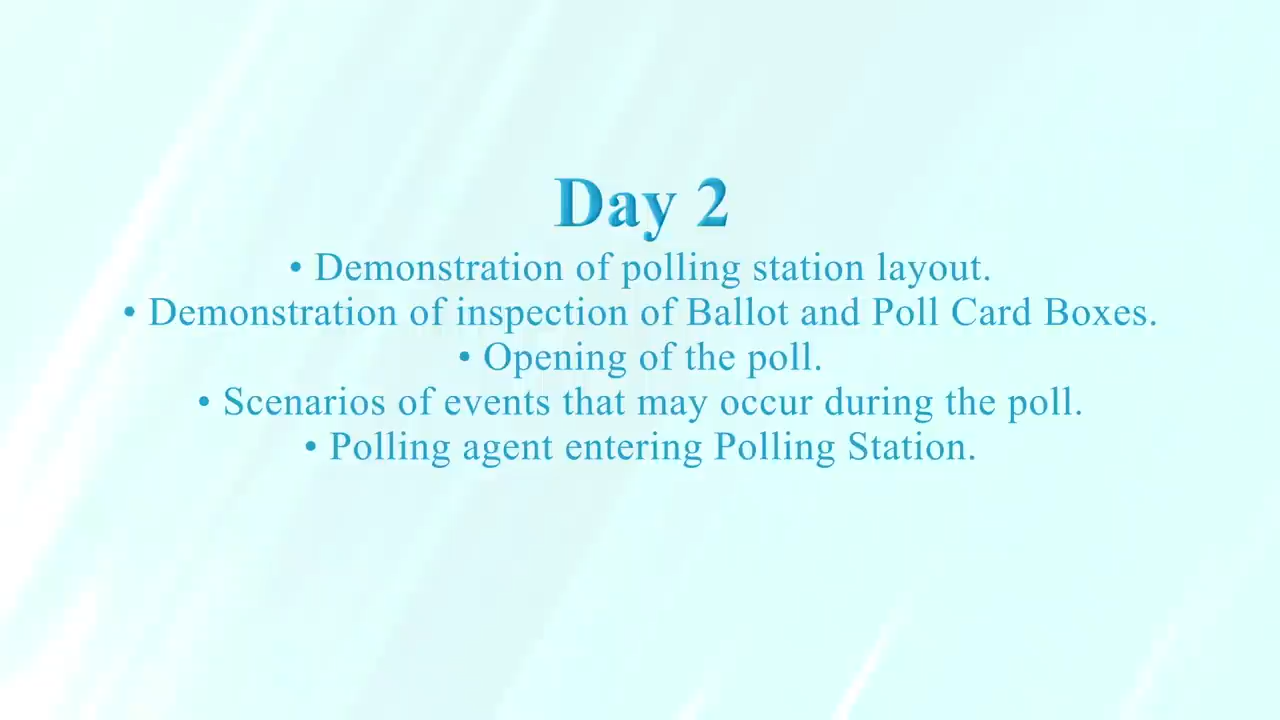 Day 2
• Demonstration of polling station layout.
• Demonstration of inspection of Ballot and Poll Card Boxes.
• Opening of the poll.
• Scenarios of events that may occur during the poll.
• Polling agent entering Polling Station.